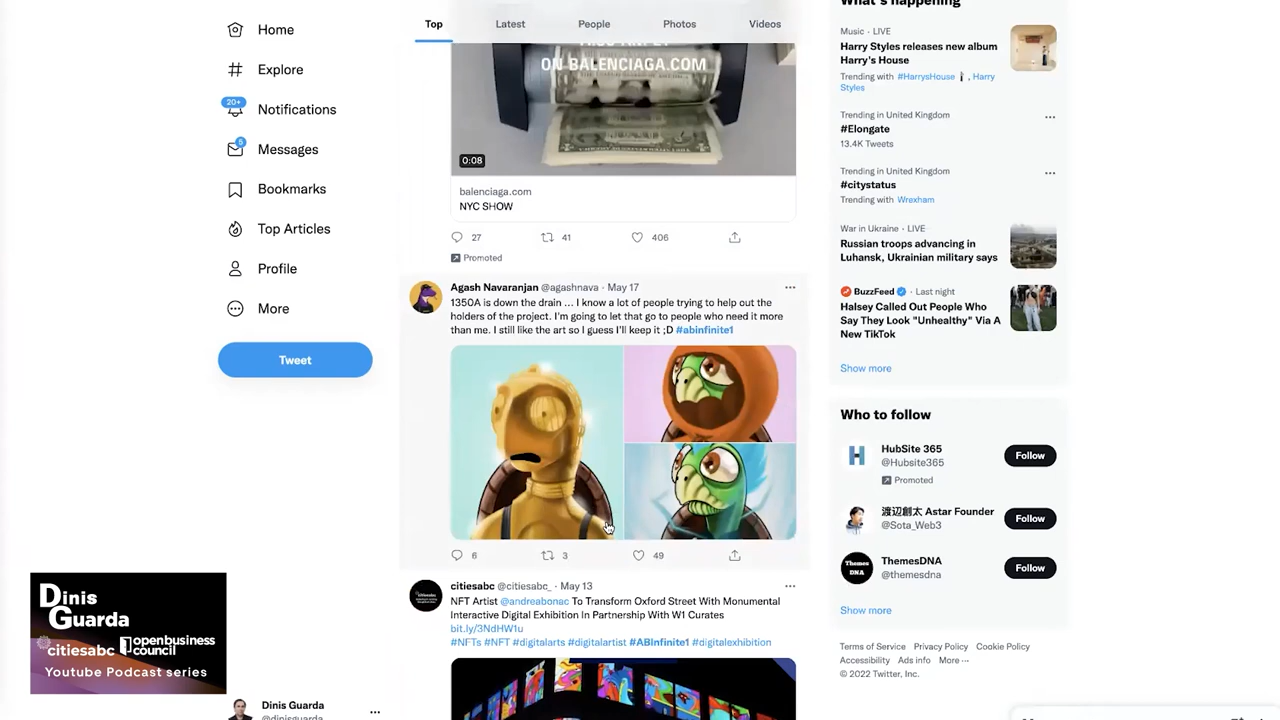 Home
Explore
20+
Notifications
5
Messages
Bookmarks
Top Articles
Profile
More
Tweet
Dinis
Guarda
citiesabc
openbusiness
council
Youtube Podcast series
Dinis Guarda
@dinisguarda
Top
Latest
People
Photos
Videos
ON BALENCIAGA.COM
0:08
balenciaga.com
NYC SHOW
27
41
406
Promoted
Agash Navaranjan @agashnava · May 17
1350A is down the drain ... I know a lot of people trying to help out the
holders of the project. I'm going to let that go to people who need it more
than me. I still like the art so I guess I'll keep it ;D #abinfinite1
6
3
49
citiesabc @citiesabc_ · May 13
NFT Artist @andreabonac To Transform Oxford Street With Monumental
Interactive Digital Exhibition In Partnership With W1 Curates
bit.ly/3NdHW1u
#NFTs #NFT #digitalarts #digitalartist #ABInfinite1 #digitalexhibition
What's happening
Music · LIVE
Harry Styles releases new album
Harry's House
Trending with #HarrysHouse , Harry
Styles
Trending in United Kingdom
#Elongate
13.4K Tweets
Trending in United Kingdom
#citystatus
Trending with Wrexham
War in Ukraine · LIVE
Russian troops advancing in
Luhansk, Ukrainian military says
BuzzFeed · Last night
Halsey Called Out People Who
Say They Look "Unhealthy" Via A
New TikTok
Show more
Who to follow
HubSite 365
@Hubsite365
Promoted
Follow
渡辺創太 Astar Founder
@Sota_Web3
Follow
Themes
DNA
ThemesDNA
@themesdna
Follow
Show more
Terms of Service Privacy Policy Cookie Policy
Accessibility Ads info More ···
© 2022 Twitter, Inc.